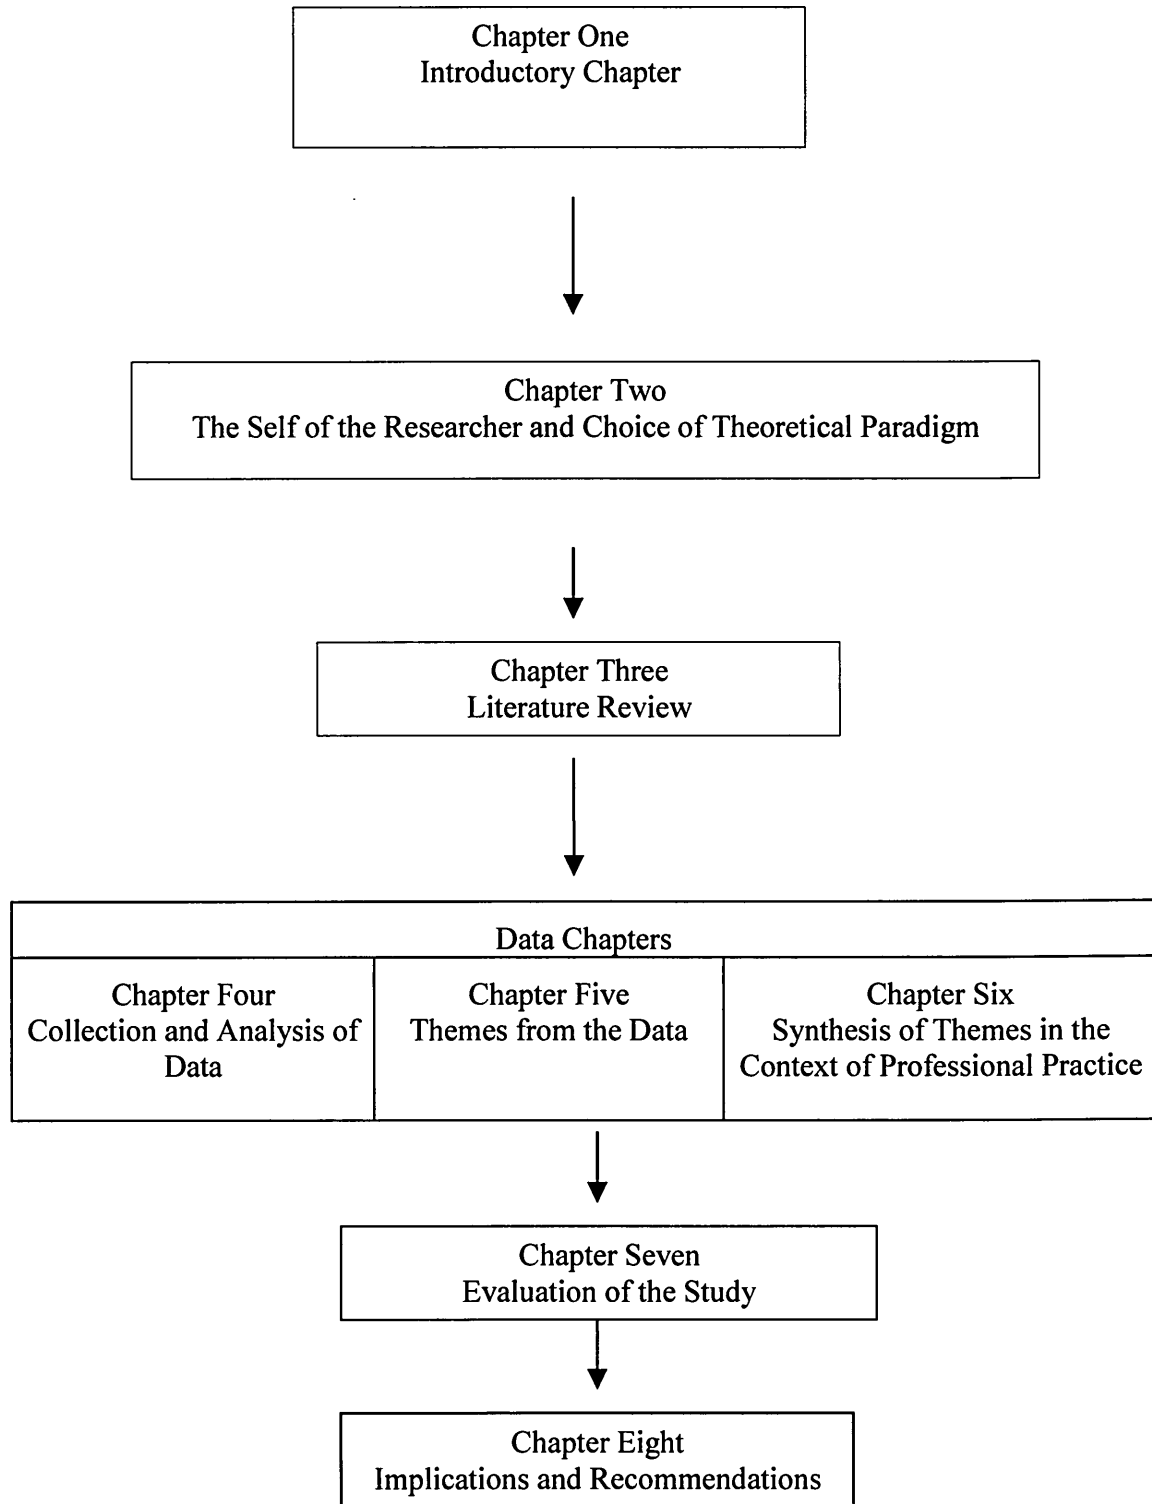 Chapter One
Introductory Chapter
Chapter Two
The Self of the Researcher and Choice of Theoretical Paradigm
Chapter Three
Literature Review
Data Chapters
Chapter Four
Collection and Analysis of
Data
Chapter Five
Themes from the Data
Chapter Six
Synthesis of Themes in the
Context of Professional Practice
Chapter Seven
Evaluation of the Study
Chapter Eight
Implications and Recommendations